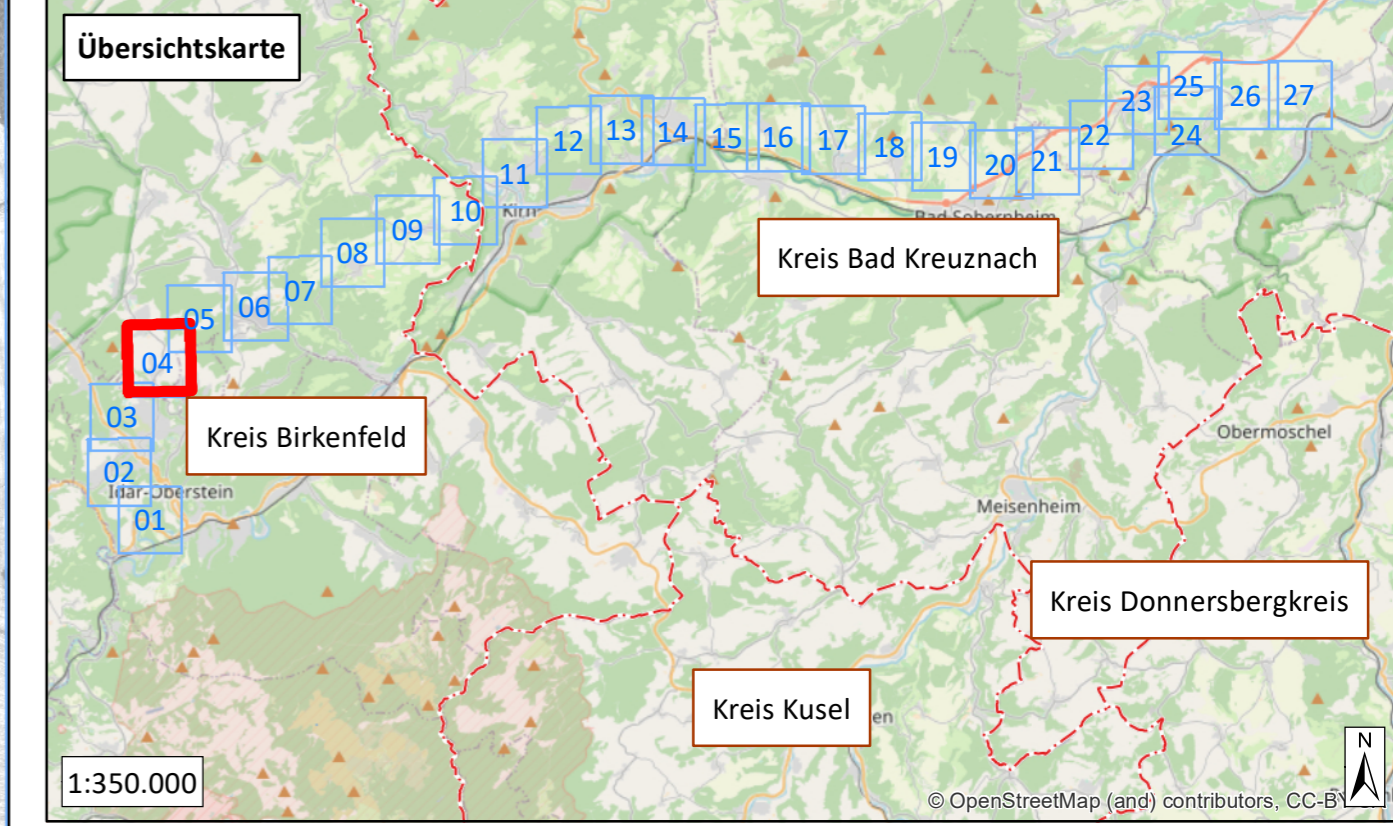 Übersichtskarte
25
23
26
27
12
13
14
15
16
17
18
19
20
21
22
24
11
Kirn
10
Bad Sobernheim
09
08
Kreis Bad Kreuznach
07
06
05
04
03
Kreis Birkenfeld
Obermoschel
02
Idar-Oberstein
01
Meisenheim
Kreis Donnersbergkreis
Kreis Kusel
en
N
1:350.000
© OpenStreetMap (and) contributors, CC-BY